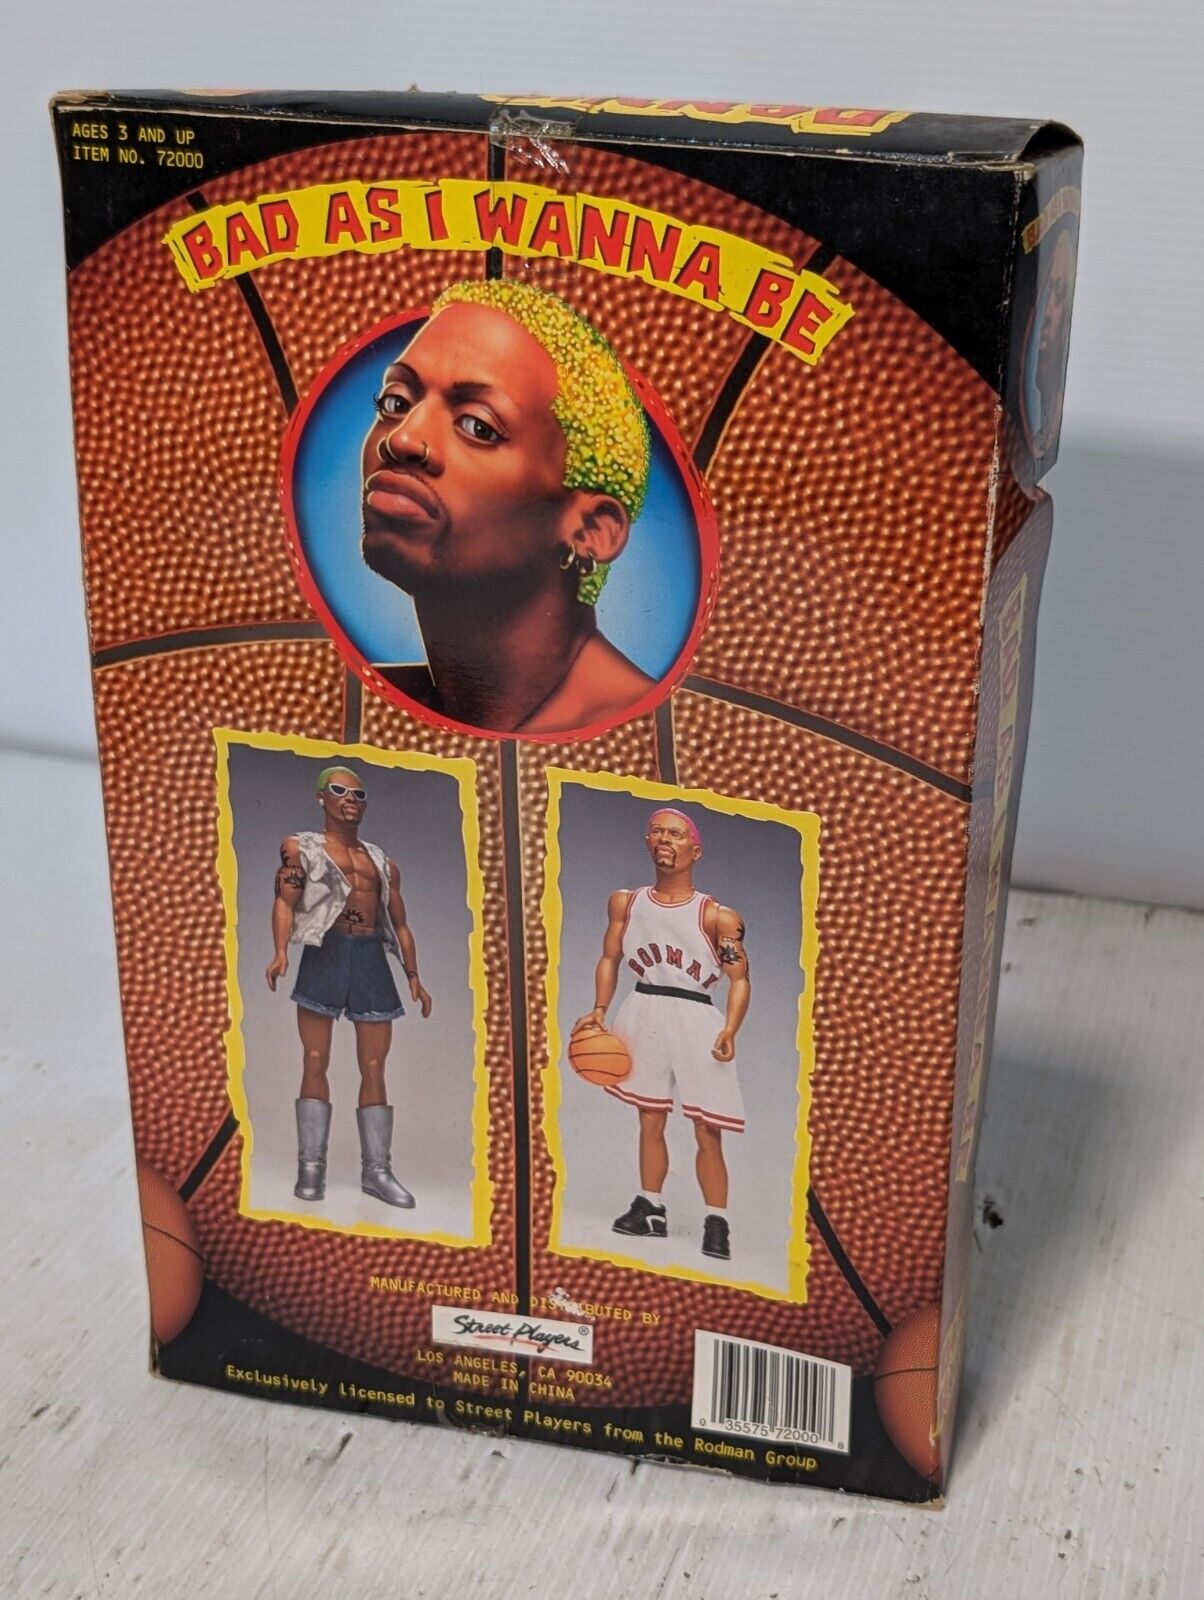 AGES 3 AND UP
ITEM NO. 72000
BAD AS I WANNA BE
RODMAN
MANUFACTURED AND DISTRIBUTED BY
Street Players®
LOS ANGELES, CA 90034
MADE IN CHINA
Exclusively licensed to Street Players from the Rodman Group
0 35575 72000 8